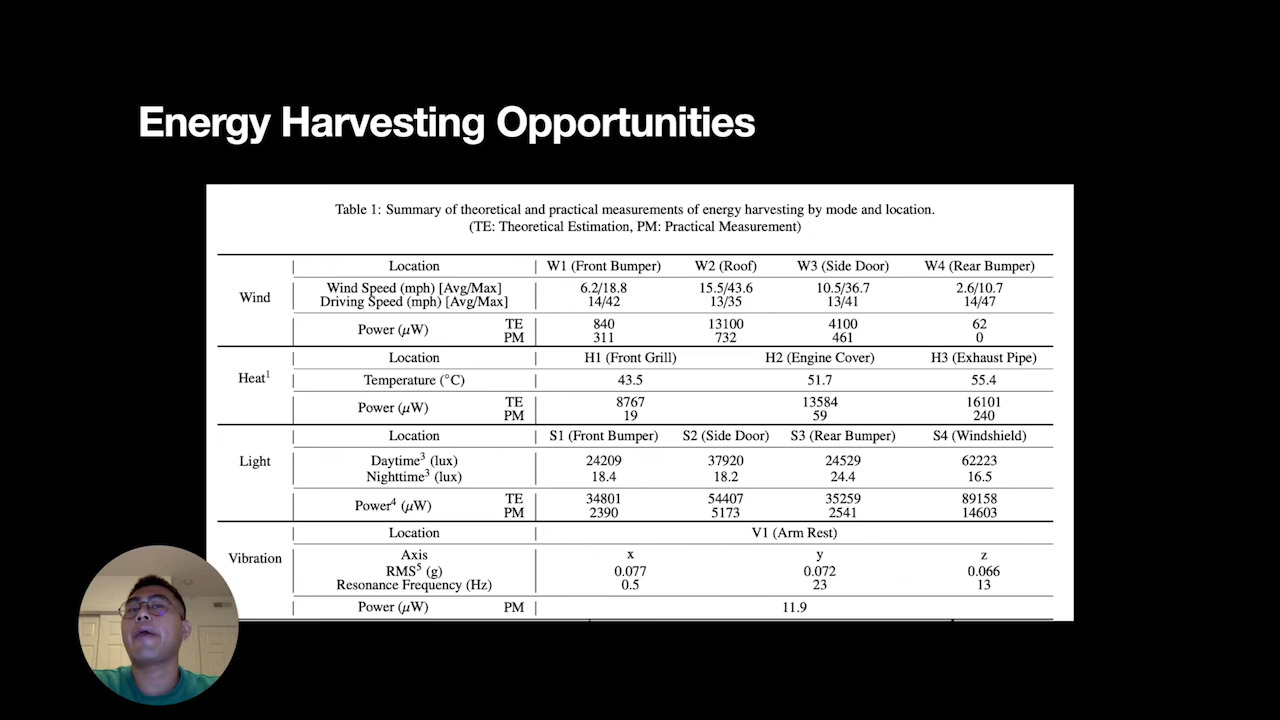 Energy Harvesting Opportunities
Table 1: Summary of theoretical and practical measurements of energy harvesting by mode and location.
(TE: Theoretical Estimation, PM: Practical Measurement)
Wind
Location W1 (Front Bumper) W2 (Roof) W3 (Side Door) W4 (Rear Bumper)
Wind Speed (mph) [Avg/Max] 6.2/18.8 15.5/43.6 10.5/36.7 2.6/10.7
Driving Speed (mph) [Avg/Max] 14/42 13/35 13/41 14/47
Power (μW) TE 840 13100 4100 62
PM 311 732 461 0
Heat¹
Location H1 (Front Grill) H2 (Engine Cover) H3 (Exhaust Pipe)
Temperature (°C) 43.5 51.7 55.4
Power (μW) TE 8767 13584 16101
PM 19 59 240
Light
Location S1 (Front Bumper) S2 (Side Door) S3 (Rear Bumper) S4 (Windshield)
Daytime³ (lux) 24209 37920 24529 62223
Nighttime³ (lux) 18.4 18.2 24.4 16.5
Power⁴ (μW) TE 34801 54407 35259 89158
PM 2390 5173 2541 14603
Vibration
Location V1 (Arm Rest)
Axis x y z
RMS⁵ (g) 0.077 0.072 0.066
Resonance Frequency (Hz) 0.5 23 13
Power (μW) PM 11.9